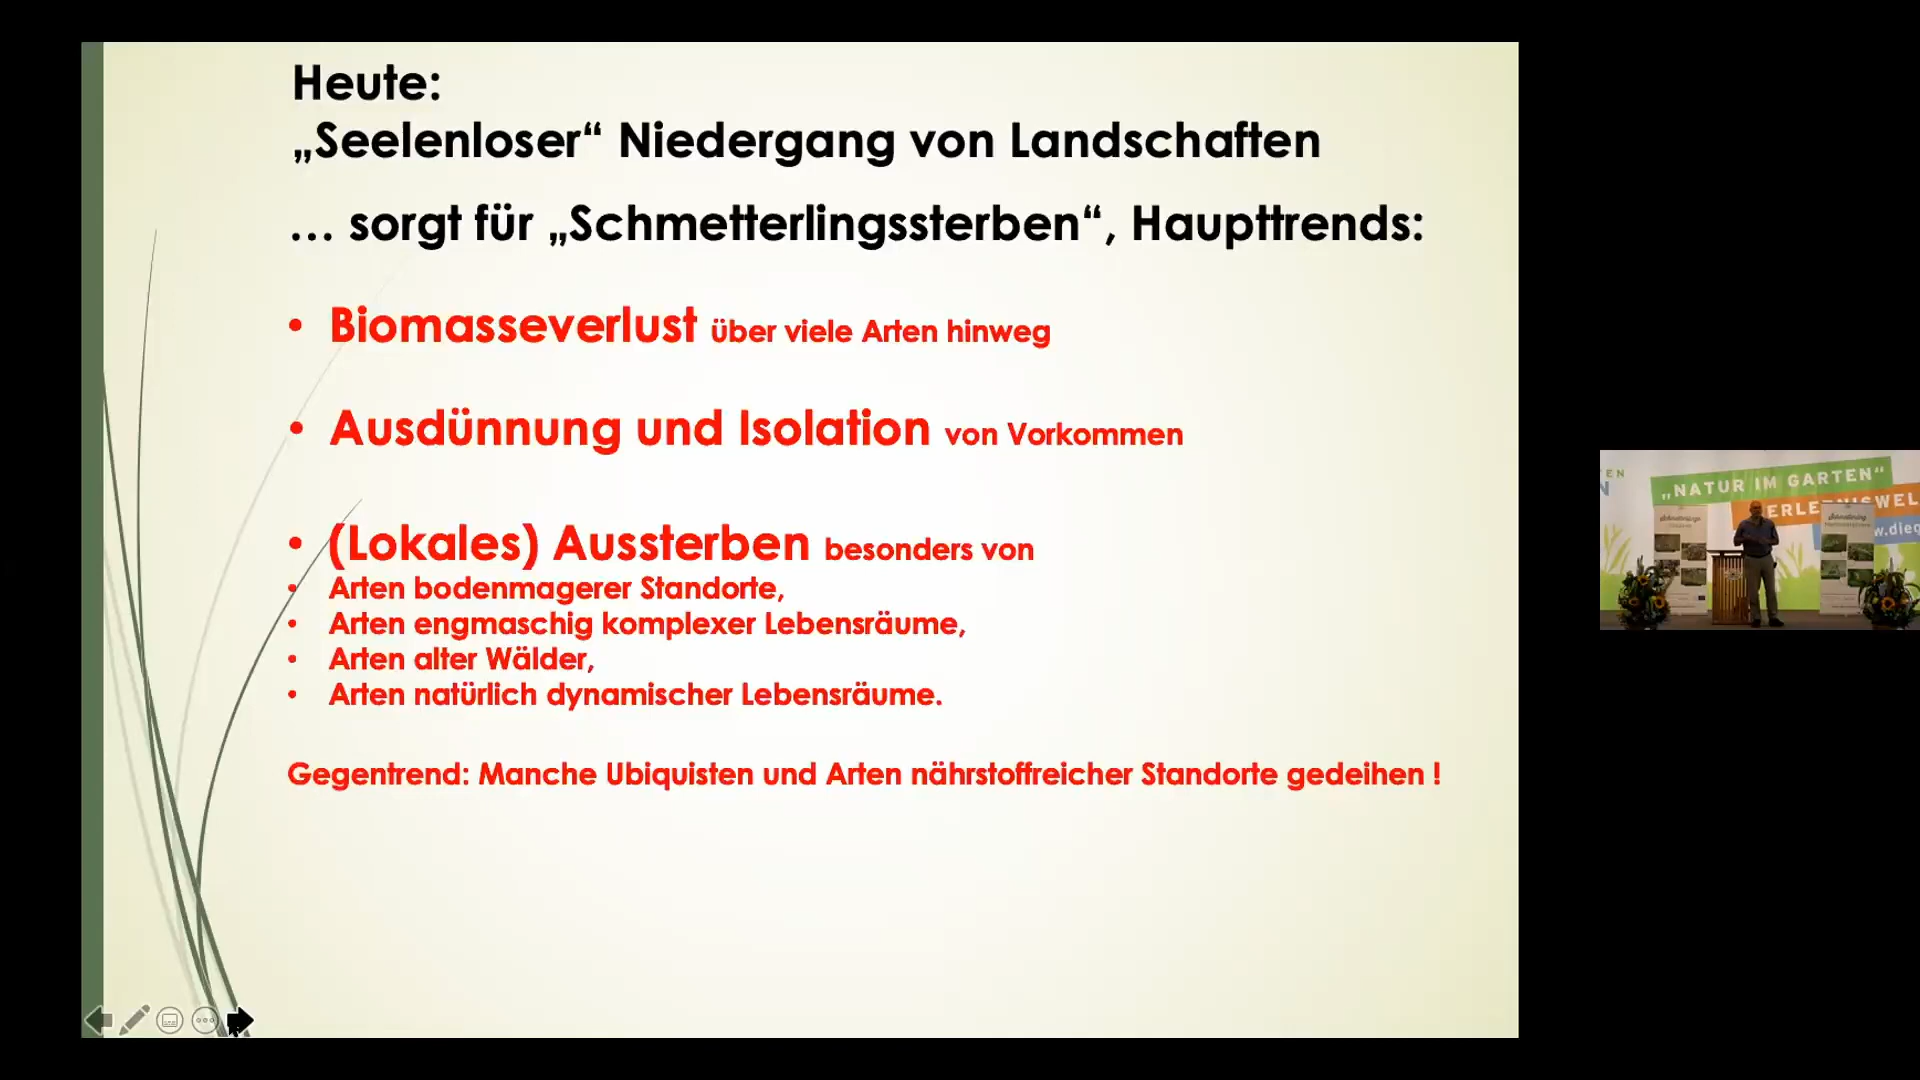 Heute:
„Seelenloser“ Niedergang von Landschaften
… sorgt für „Schmetterlingssterben“, Haupttrends:
• Biomasseverlust über viele Arten hinweg
• Ausdünnung und Isolation von Vorkommen
• (Lokales) Aussterben besonders von
• Arten bodenmagerer Standorte,
• Arten engmaschig komplexer Lebensräume,
• Arten alter Wälder,
• Arten natürlich dynamischer Lebensräume.
Gegentrend: Manche Ubiquisten und Arten nährstoffreicher Standorte gedeihen !
„NATUR IM GARTEN“